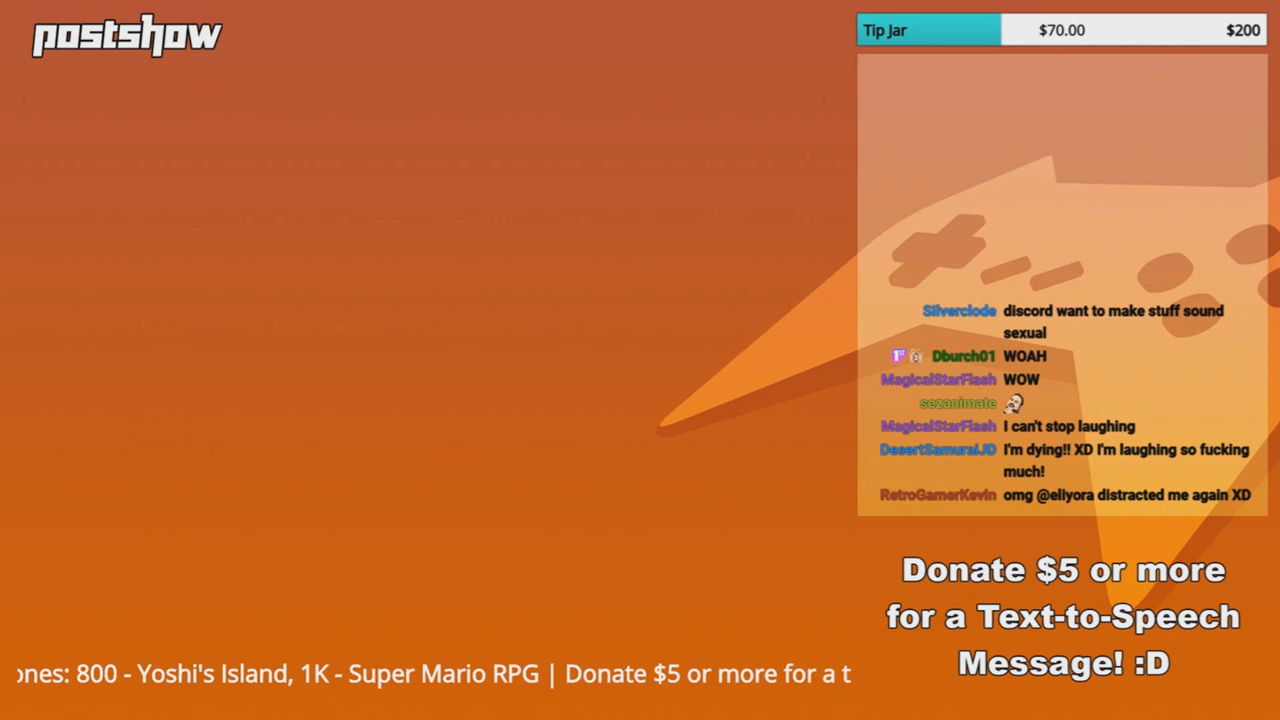 postshow
Tip Jar $70.00 $200
Silverclode discord want to make stuff sound
sexual
Dburch01 WOAH
MagicalStarFlash WOW
sezanimate
MagicalStarFlash I can't stop laughing
DesertSamuraiJD I'm dying!! XD I'm laughing so fucking
much!
RetroGamerKevin omg @eliyora distracted me again XD
Donate $5 or more
for a Text-to-Speech
Message! :D
ones: 800 - Yoshi's Island, 1K - Super Mario RPG | Donate $5 or more for a t